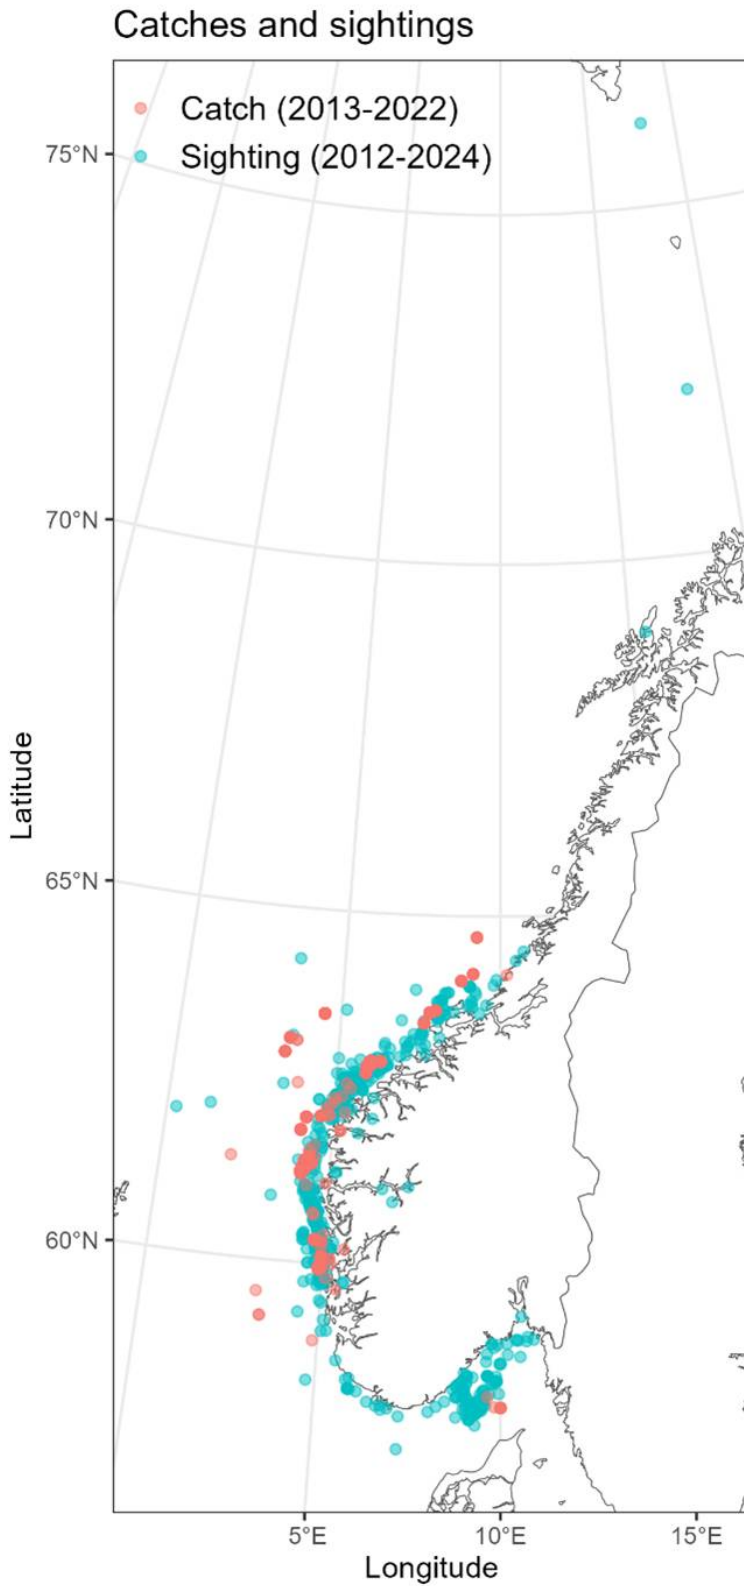 Catches and sightings
Catch (2013-2022)
Sighting (2012-2024)
75°N
70°N
65°N
60°N
Latitude
5°E
10°E
15°E
Longitude